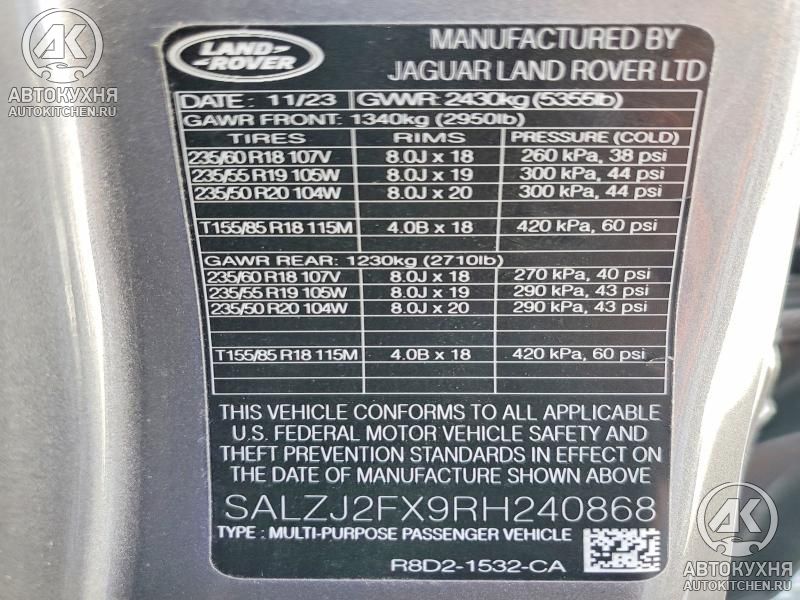 АК
АВТОКУХНЯ
AUTOKITCHEN.RU
LAND ROVER
MANUFACTURED BY
JAGUAR LAND ROVER LTD
DATE : 11/23 GVWR: 2430kg (5355lb)
GAWR FRONT: 1340kg (2950lb)
TIRES RIMS PRESSURE (COLD)
235/60 R18 107V 8.0J x 18 260 kPa, 38 psi
235/55 R19 105W 8.0J x 19 300 kPa, 44 psi
235/50 R20 104W 8.0J x 20 300 kPa, 44 psi
T155/85 R18 115M 4.0B x 18 420 kPa, 60 psi
GAWR REAR: 1230kg (2710lb)
235/60 R18 107V 8.0J x 18 270 kPa, 40 psi
235/55 R19 105W 8.0J x 19 290 kPa, 43 psi
235/50 R20 104W 8.0J x 20 290 kPa, 43 psi
T155/85 R18 115M 4.0B x 18 420 kPa, 60 psi
THIS VEHICLE CONFORMS TO ALL APPLICABLE
U.S. FEDERAL MOTOR VEHICLE SAFETY AND
THEFT PREVENTION STANDARDS IN EFFECT ON
THE DATE OF MANUFACTURE SHOWN ABOVE
SALZJ2FX9RH240868
TYPE : MULTI-PURPOSE PASSENGER VEHICLE
R8D2-1532-CA
АК
АВТОКУХНЯ
AUTOKITCHEN.RU